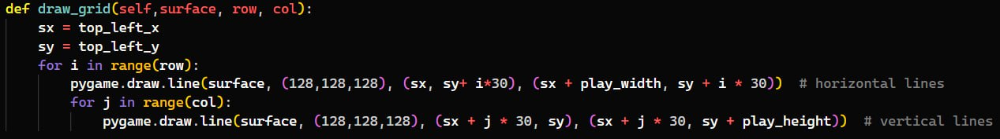 def draw_grid(self,surface, row, col):
    sx = top_left_x
    sy = top_left_y
    for i in range(row):
        pygame.draw.line(surface, (128,128,128), (sx, sy+ i*30), (sx + play_width, sy + i * 30))  # horizontal lines
        for j in range(col):
            pygame.draw.line(surface, (128,128,128), (sx + j * 30, sy), (sx + j * 30, sy + play_height))  # vertical lines